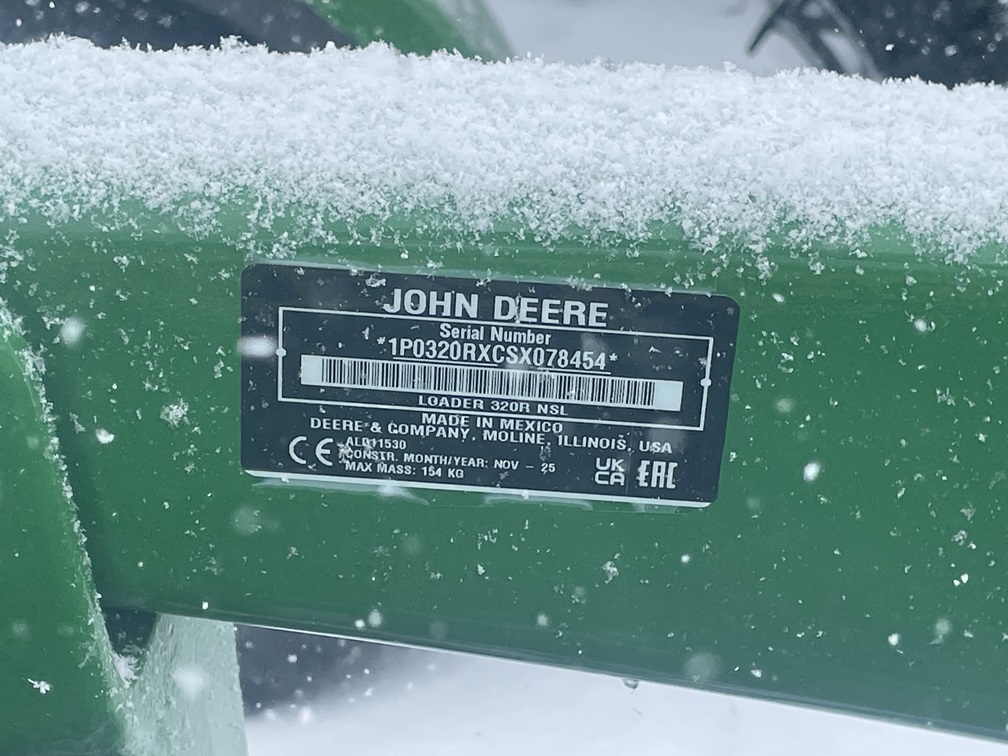 JOHN DEERE
Serial Number
*1P0320RXCSX078454*
LOADER 320R NSL
MADE IN MEXICO
DEERE & COMPANY, MOLINE, ILLINOIS, USA
CE
ALP11530
CONSTR. MONTH/YEAR: NOV - 25
MAX MASS: 154 KG
UK
CA
EAC